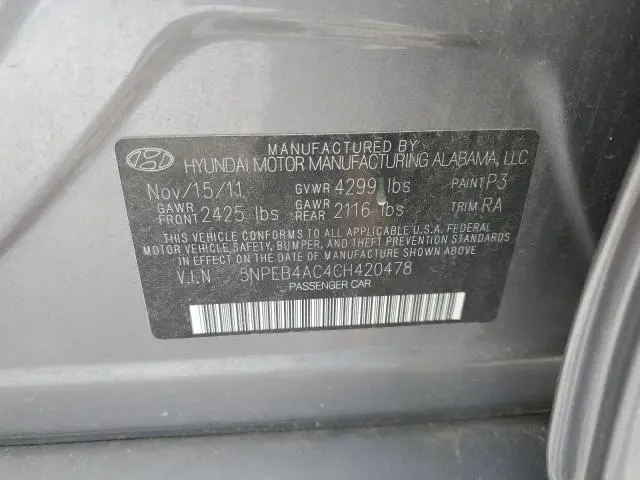 MANUFACTURED BY
HYUNDAI MOTOR MANUFACTURING ALABAMA, LLC
Nov/15/11 GVWR 4299 lbs PAINT P3
GAWR FRONT 2425 lbs GAWR REAR 2116 lbs TRIM RA
THIS VEHICLE CONFORMS TO ALL APPLICABLE U.S.A. FEDERAL
MOTOR VEHICLE SAFETY, BUMPER, AND THEFT PREVENTION STANDARDS
IN EFFECT ON THE DATE OF MANUFACTURE SHOWN ABOVE
V.I.N 5NPEB4AC4CH420478
PASSENGER CAR